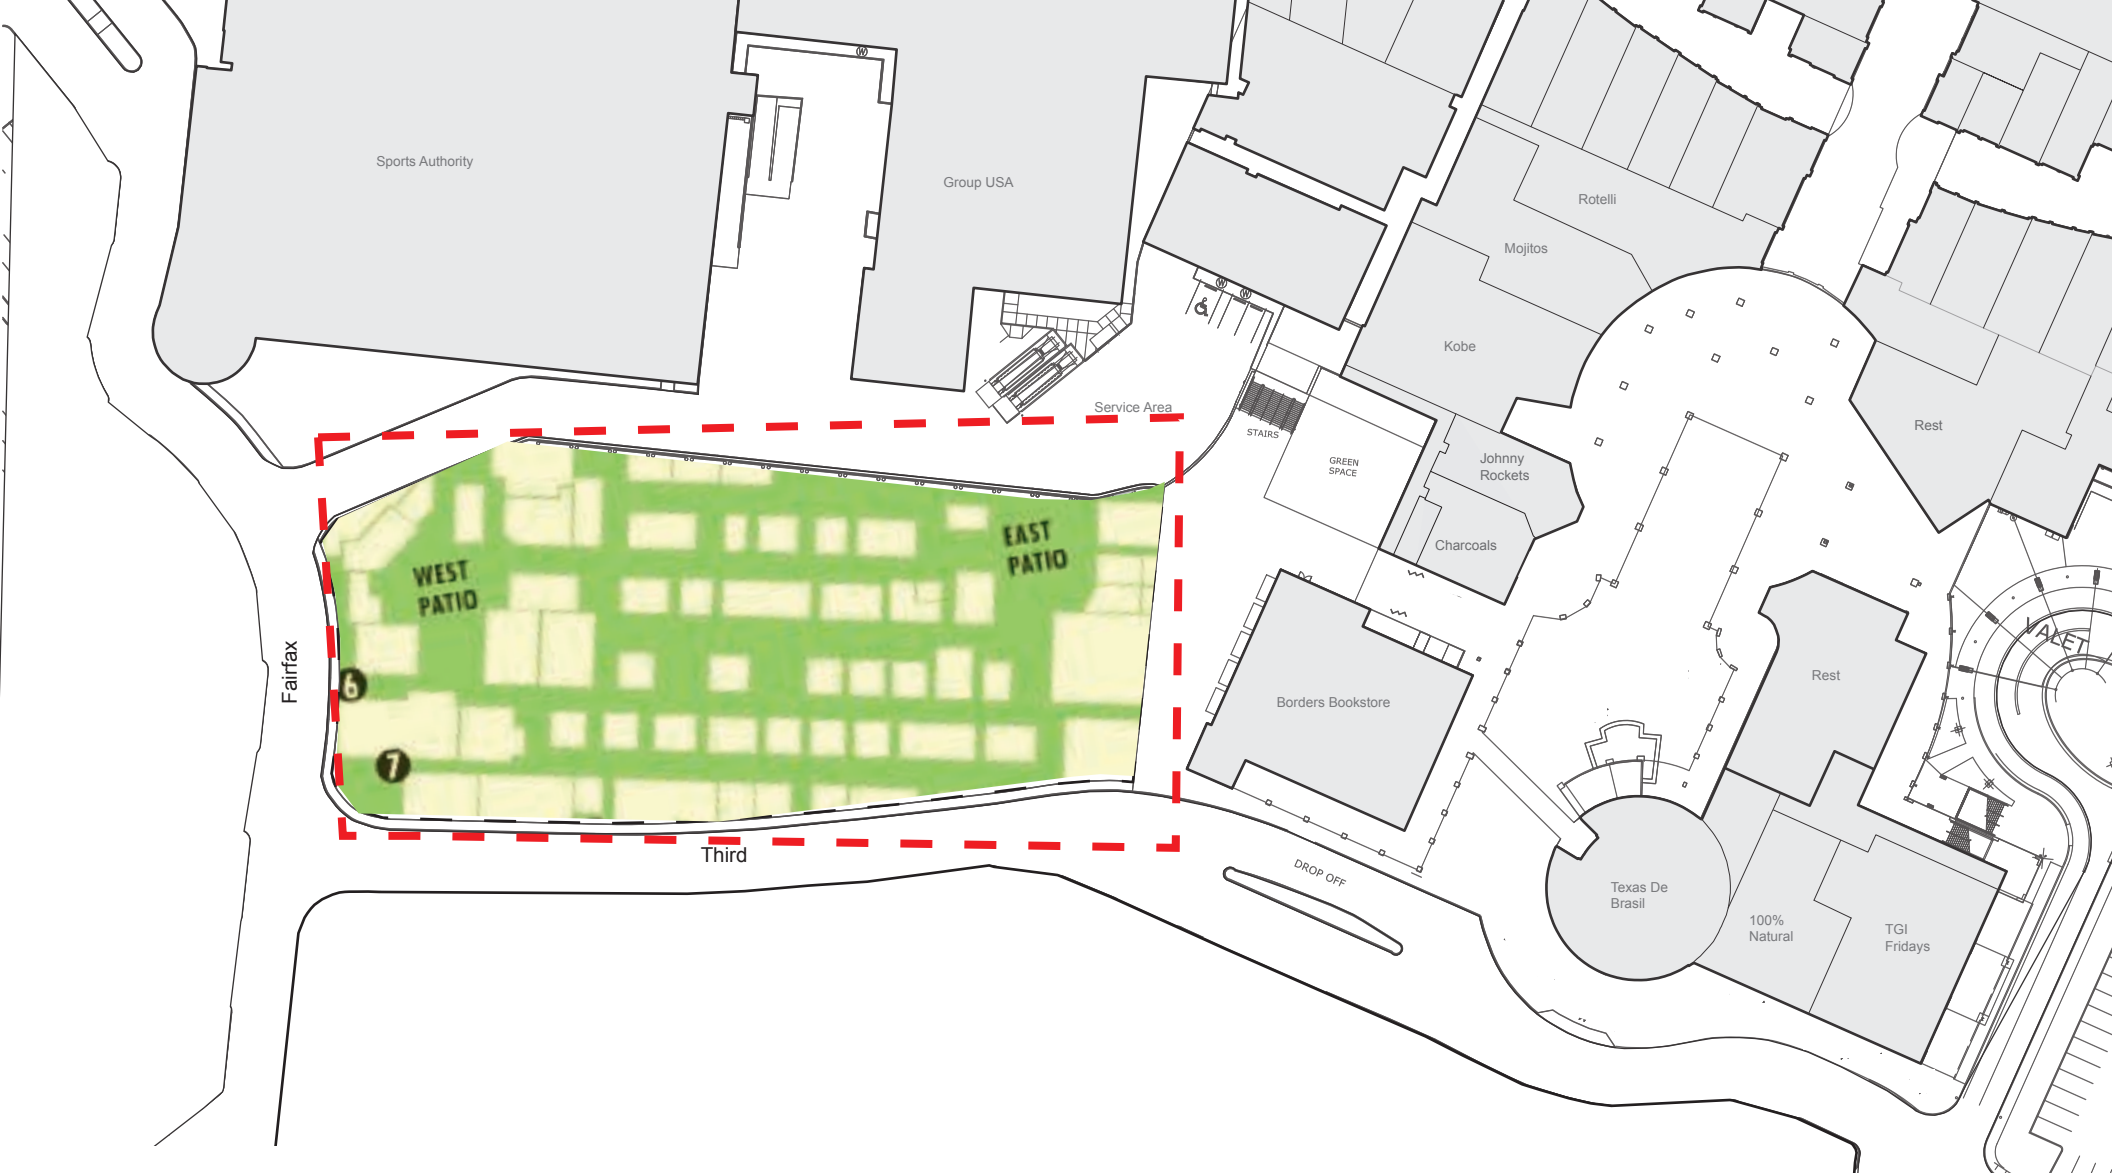 W
Sports Authority
Group USA
Rotelli
Mojitos
W
W
Kobe
Service Area
STAIRS
Rest
GREEN
SPACE
Johnny
Rockets
Charcoals
EAST
PATIO
WEST
PATIO
VALET
Fairfax
6
Rest
Borders Bookstore
7
Third
DROP OFF
Texas De
Brasil
100%
Natural
TGI
Fridays